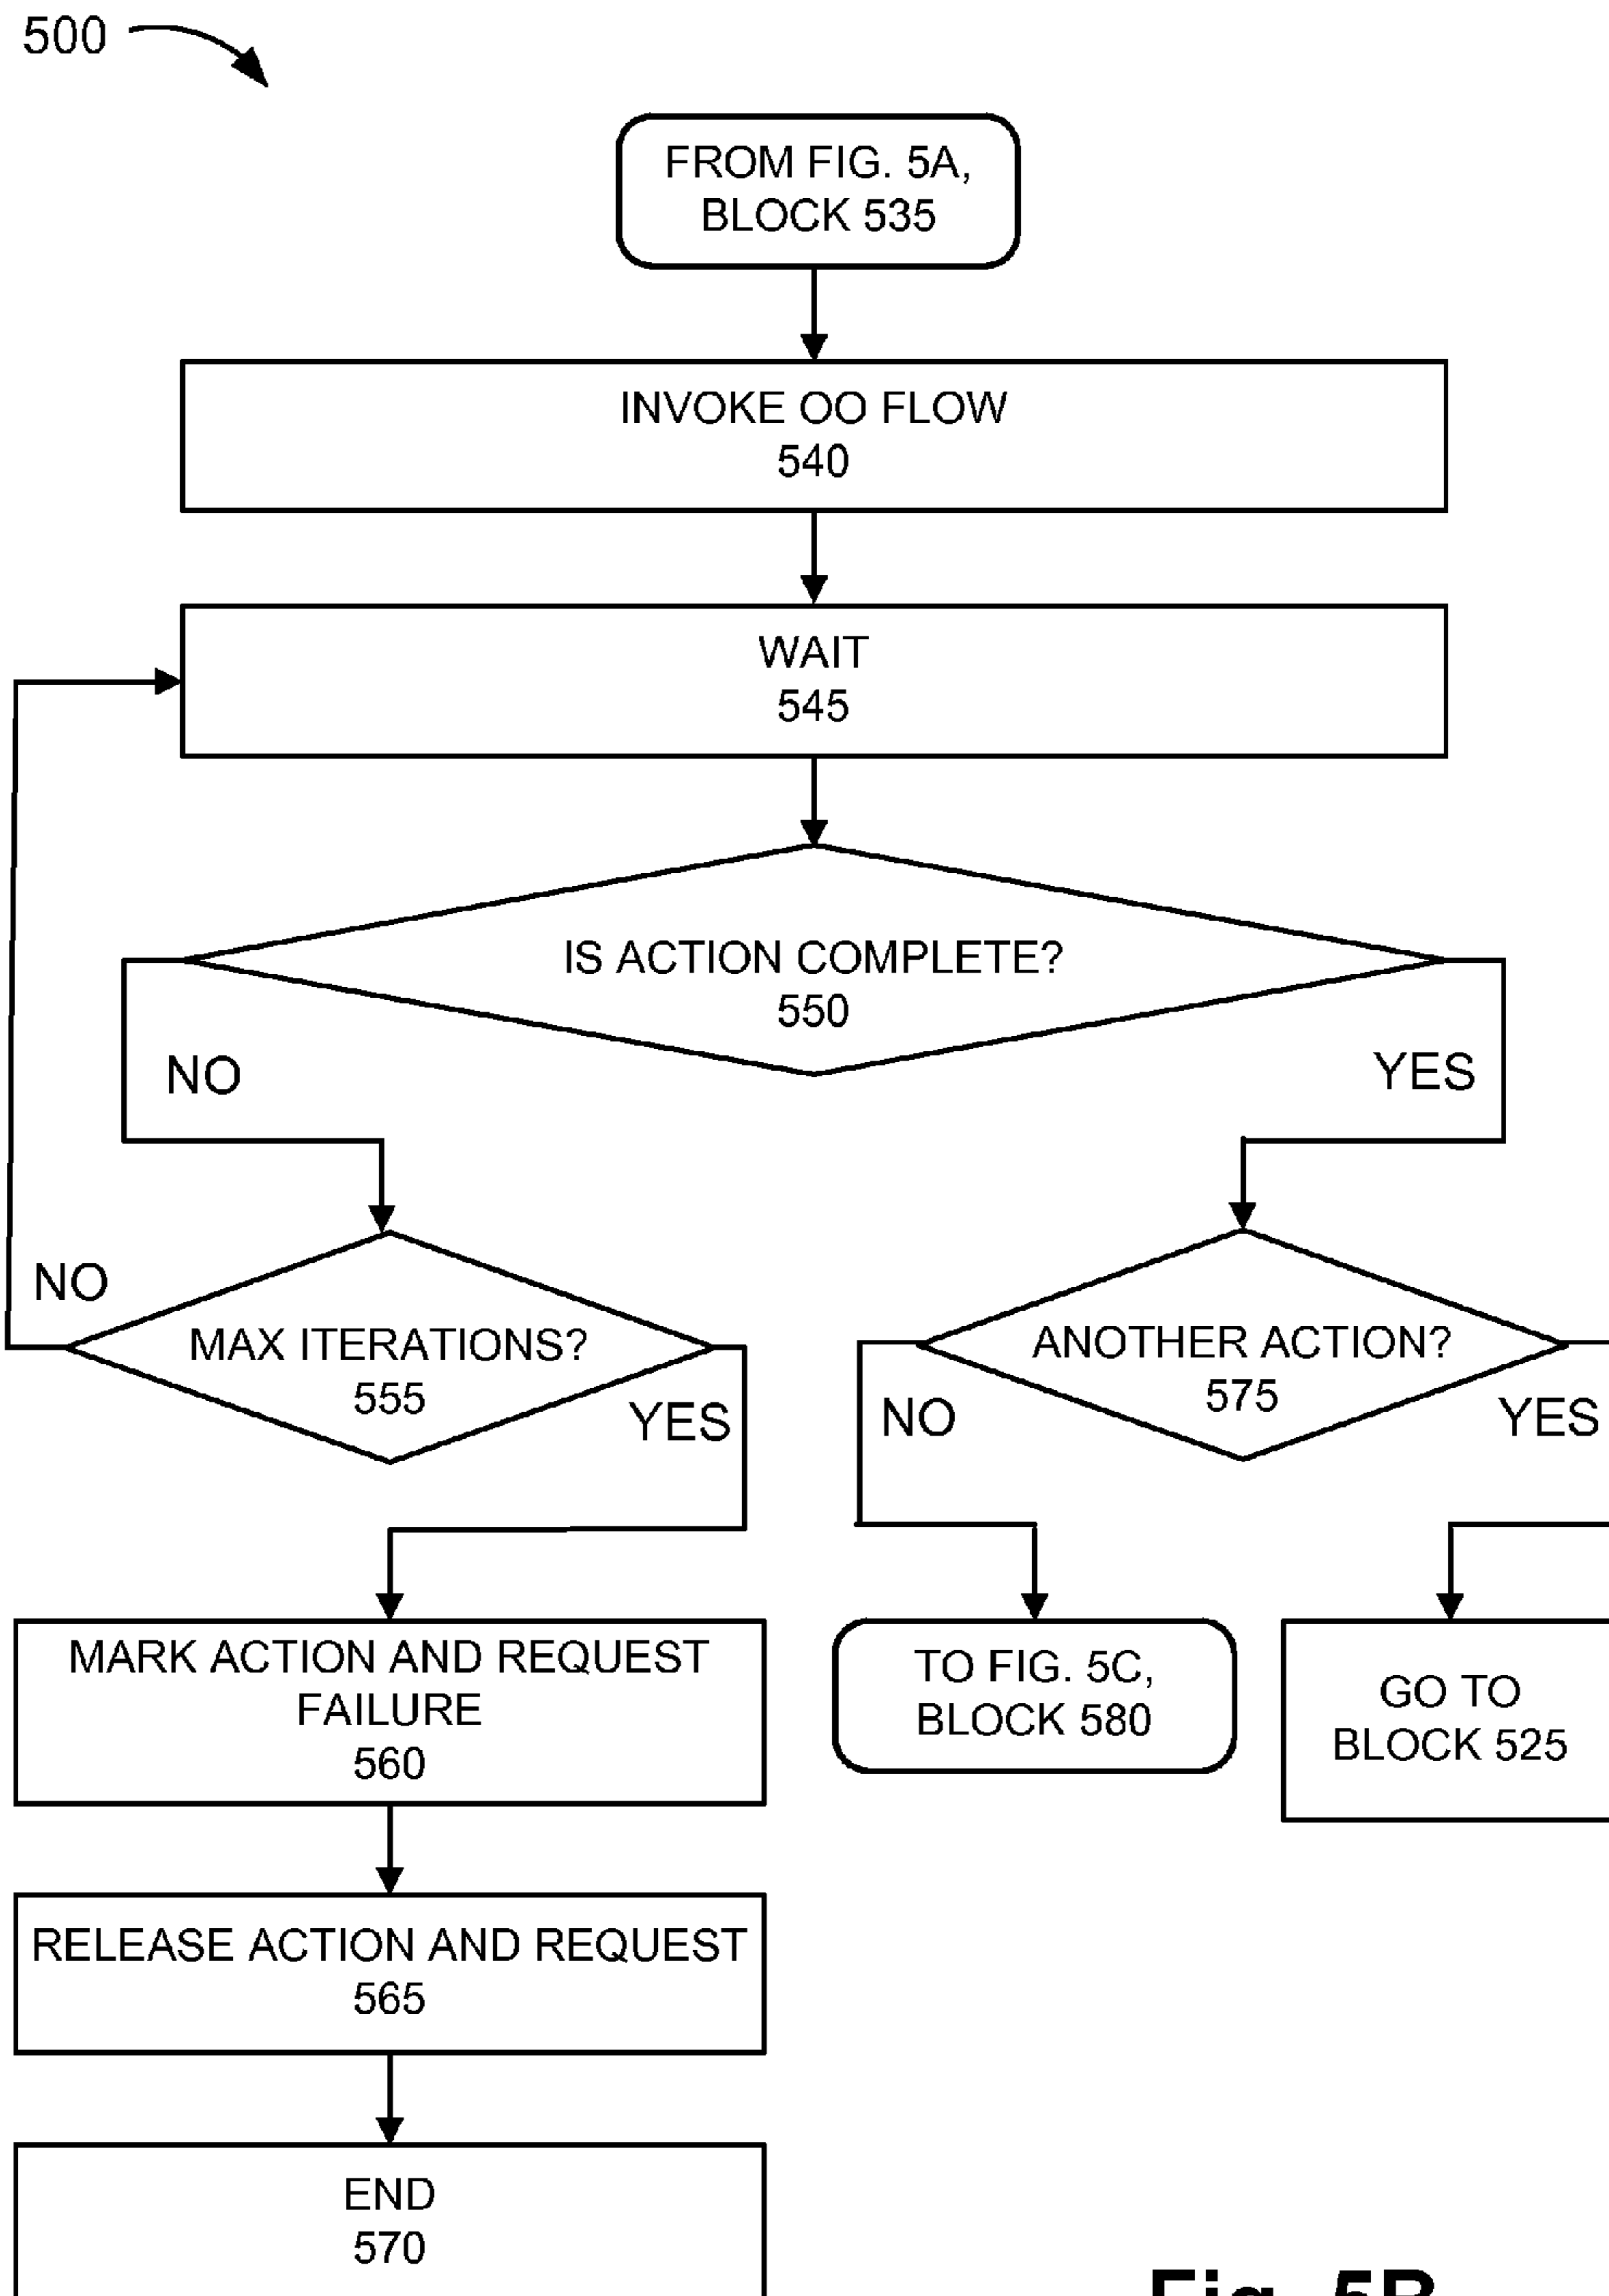 500
FROM FIG. 5A,
BLOCK 535
INVOKE OO FLOW
540
WAIT
545
IS ACTION COMPLETE?
550
NO
YES
NO
MAX ITERATIONS?
555
YES
ANOTHER ACTION?
575
NO
YES
MARK ACTION AND REQUEST
FAILURE
560
TO FIG. 5C,
BLOCK 580
GO TO
BLOCK 525
RELEASE ACTION AND REQUEST
565
END
570
Fig. 5B